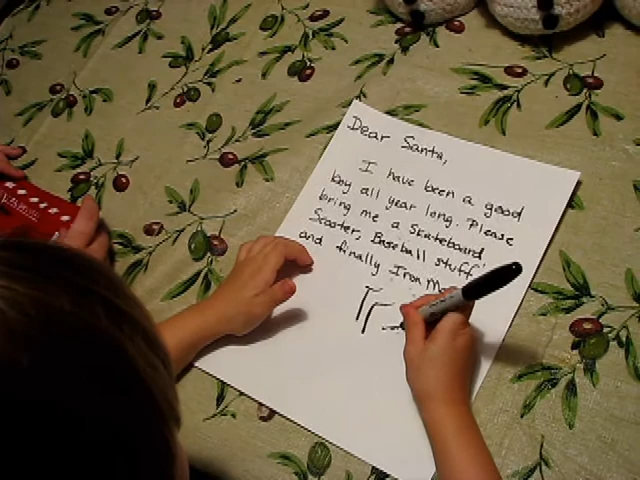 Dear Santa,
I have been a good
boy all year long. Please
bring me a Skateboard
Scooter, Baseball stuff
and finally Iron